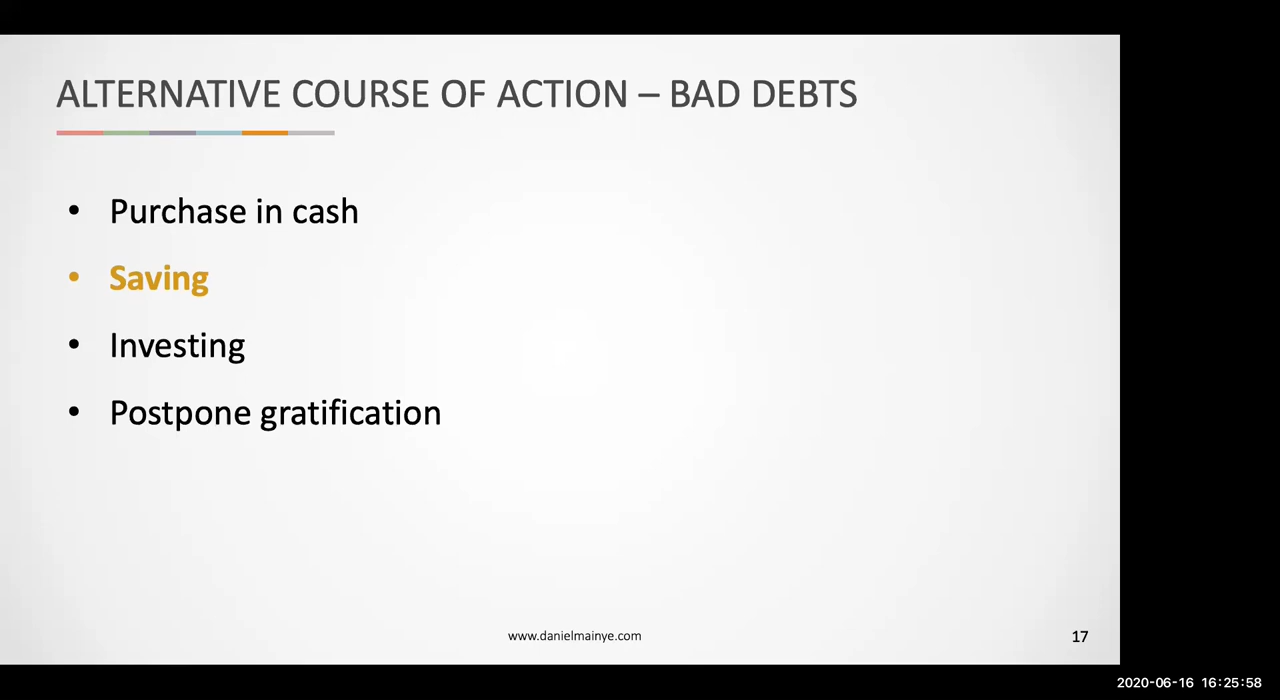 ALTERNATIVE COURSE OF ACTION – BAD DEBTS
• Purchase in cash
• Saving
• Investing
• Postpone gratification
www.danielmainye.com
17
2020-06-16 16:25:58